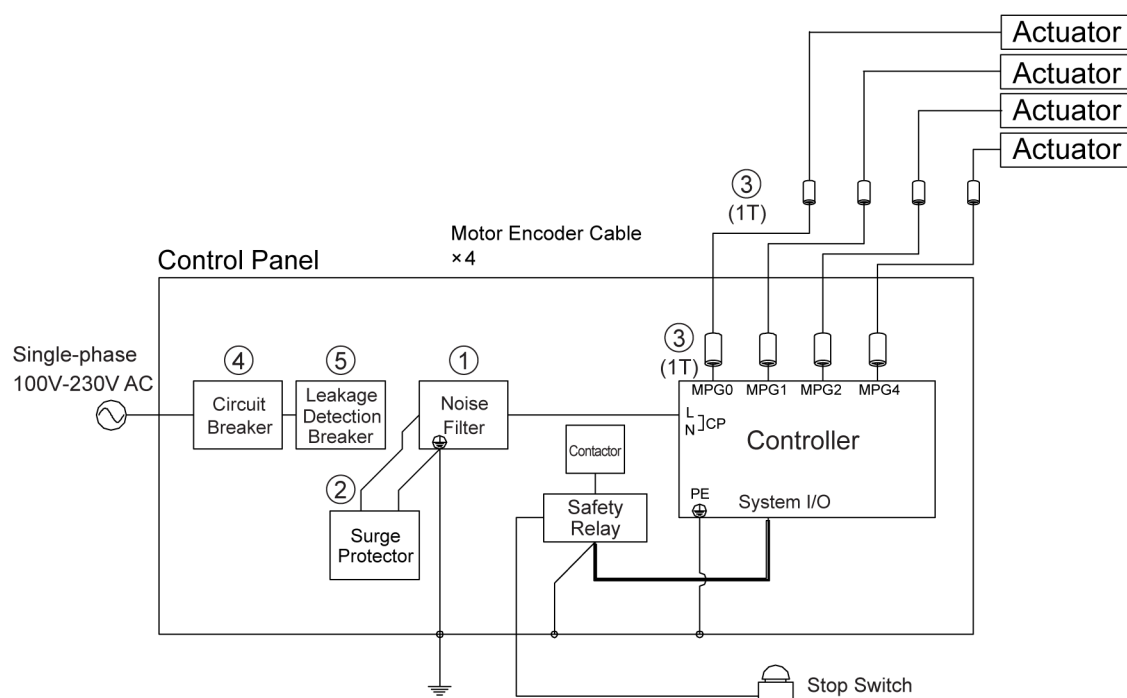 Actuator
Actuator
Actuator
Actuator
③
(1T)
Motor Encoder Cable
×4
Control Panel
③
(1T)
Single-phase
100V-230V AC
④
⑤
①
MPG0 MPG1 MPG2 MPG4
Circuit
Breaker
Leakage
Detection
Breaker
Noise
Filter
L
N
CP
Controller
Contactor
②
PE
System I/O
Safety
Relay
Surge
Protector
Stop Switch